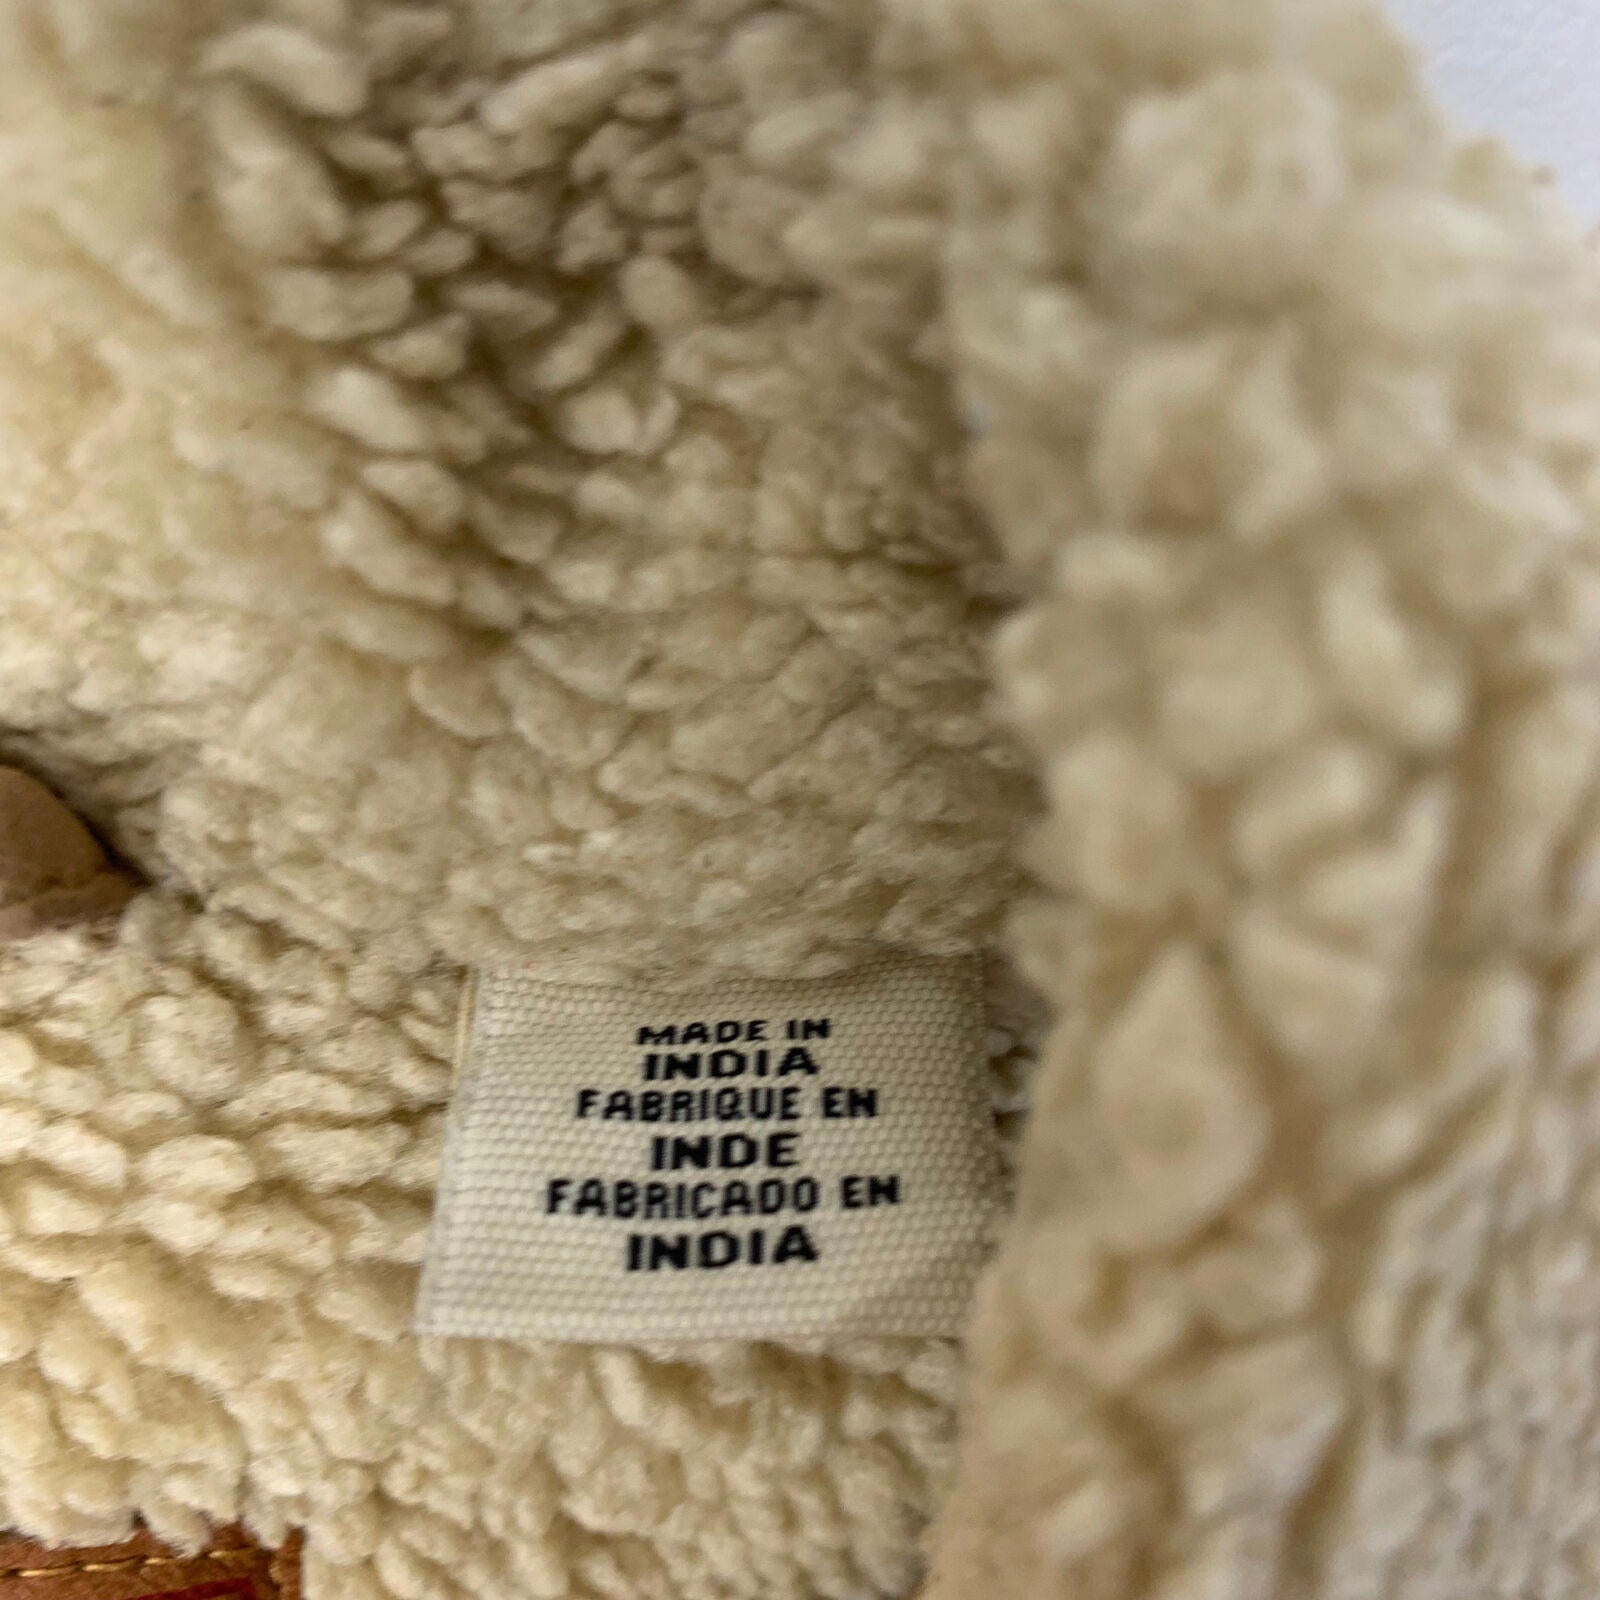 MADE IN
INDIA
FABRIQUE EN
INDE
FABRICADO EN
INDIA